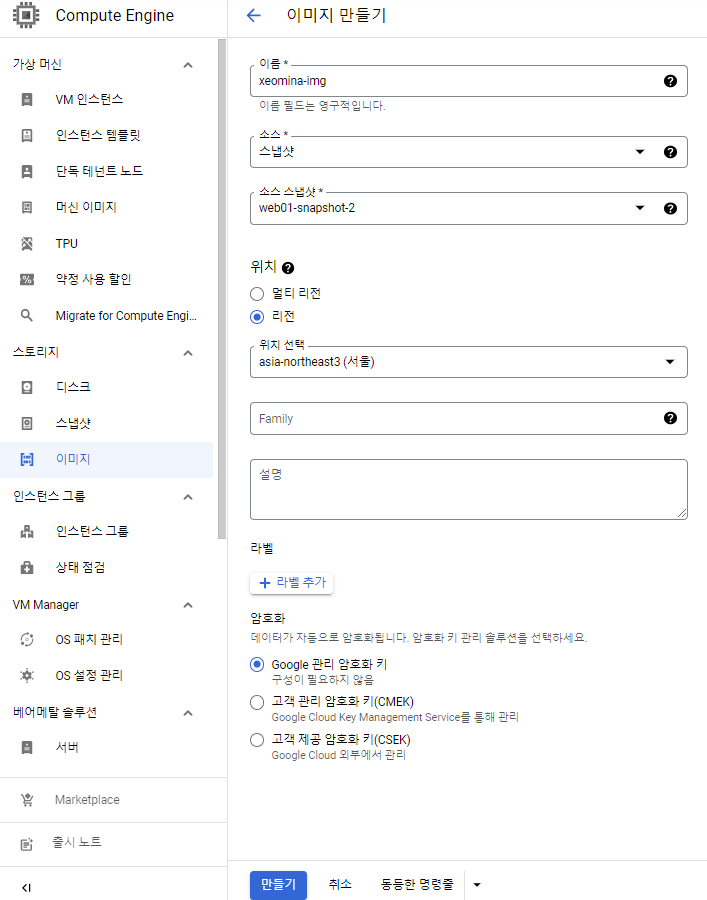 Compute Engine
가상 머신
VM 인스턴스
인스턴스 템플릿
단독 테넌트 노드
머신 이미지
TPU
약정 사용 할인
Migrate for Compute Engi...
스토리지
디스크
스냅샷
이미지
인스턴스 그룹
인스턴스 그룹
상태 점검
VM Manager
OS 패치 관리
OS 설정 관리
베어메탈 솔루션
서버
Marketplace
출시 노트
이미지 만들기
이름 *
xeomina-img
이름 필드는 영구적입니다.
소스 *
스냅샷
소스 스냅샷 *
web01-snapshot-2
위치
멀티 리전
리전
위치 선택
asia-northeast3 (서울)
Family
설명
라벨
+ 라벨 추가
암호화
데이터가 자동으로 암호화됩니다. 암호화 키 관리 솔루션을 선택하세요.
Google 관리 암호화 키
구성이 필요하지 않음
고객 관리 암호화 키(CMEK)
Google Cloud Key Management Service를 통해 관리
고객 제공 암호화 키(CSEK)
Google Cloud 외부에서 관리
만들기 취소 동등한 명령줄